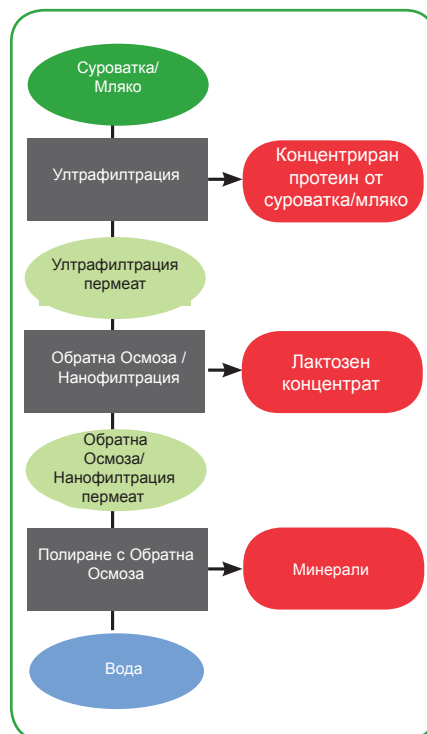 Суроватка/
Мляко
Ултрафилтрация
Концентриран
протеин от
суроватка/мляко
Ултрафилтрация
пермеат
Обратна Осмоза /
Нанофилтрация
Лактозен
концентрат
Обратна
Осмоза/
Нанофилтрация
пермеат
Полиране с Обратна
Осмоза
Минерали
Вода